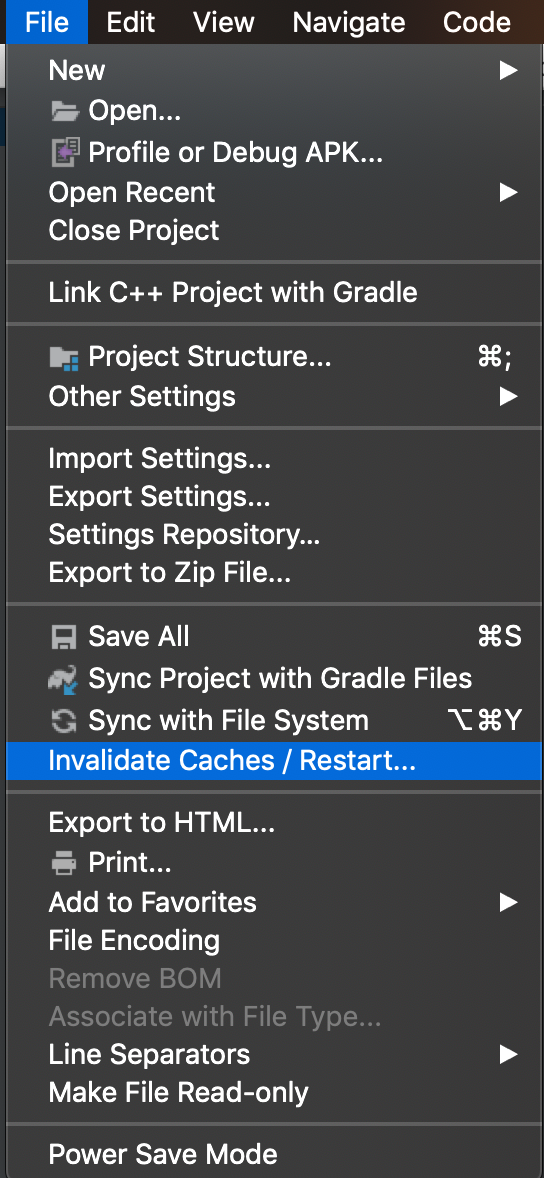 File Edit View Navigate Code
New
Open...
Profile or Debug APK...
Open Recent
Close Project
Link C++ Project with Gradle
Project Structure... ⌘;
Other Settings
Import Settings...
Export Settings...
Settings Repository...
Export to Zip File...
Save All ⌘S
Sync Project with Gradle Files
Sync with File System ⌥⌘Y
Invalidate Caches / Restart...
Export to HTML...
Print...
Add to Favorites
File Encoding
Remove BOM
Associate with File Type...
Line Separators
Make File Read-only
Power Save Mode